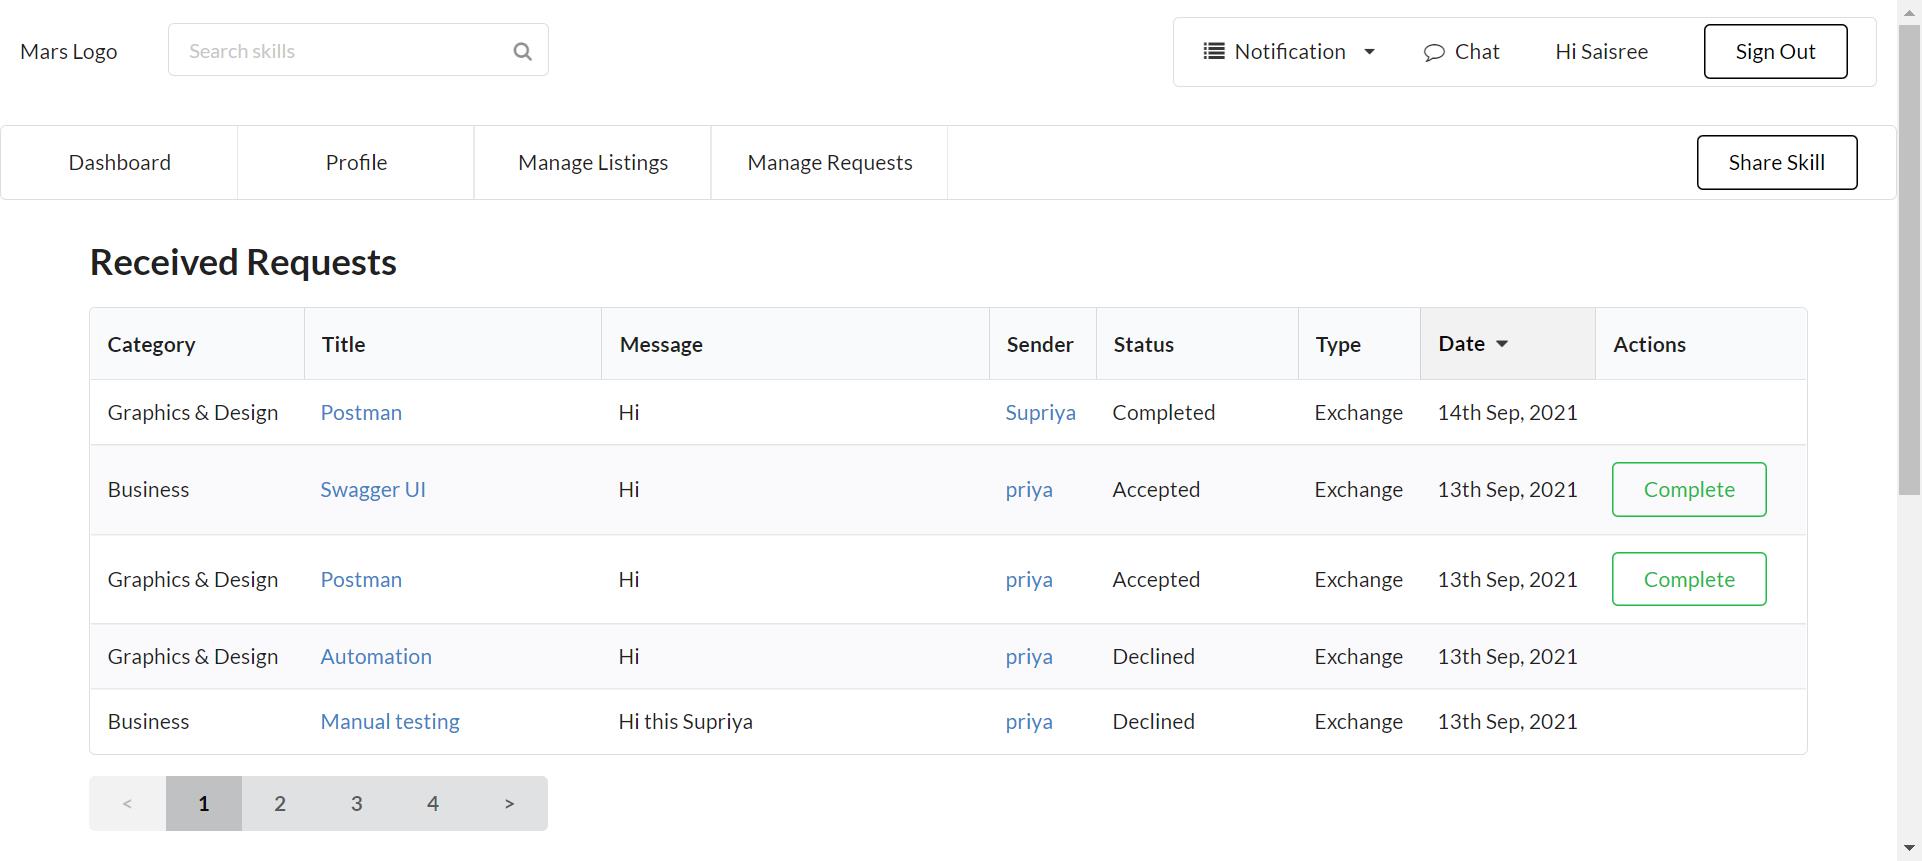 Mars Logo Search skills Notification Chat Hi Saisree Sign Out
Dashboard Profile Manage Listings Manage Requests Share Skill
Received Requests
Category Title Message Sender Status Type Date Actions
Graphics & Design Postman Hi Supriya Completed Exchange 14th Sep, 2021
Business Swagger UI Hi priya Accepted Exchange 13th Sep, 2021 Complete
Graphics & Design Postman Hi priya Accepted Exchange 13th Sep, 2021 Complete
Graphics & Design Automation Hi priya Declined Exchange 13th Sep, 2021
Business Manual testing Hi this Supriya priya Declined Exchange 13th Sep, 2021
< 1 2 3 4 >